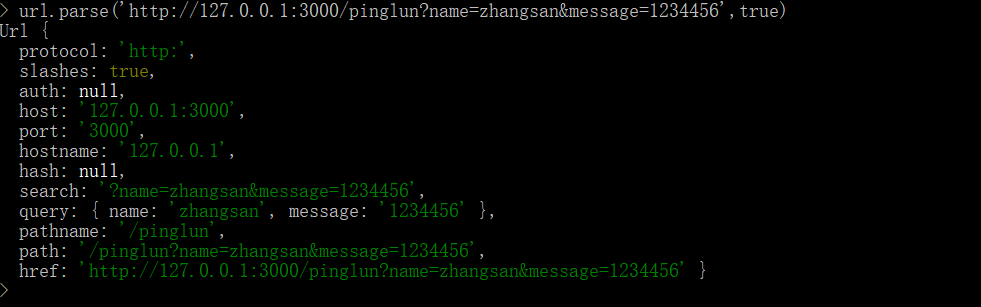 > url.parse('http://127.0.0.1:3000/pinglun?name=zhangsan&message=1234456',true)
Url {
  protocol: 'http:',
  slashes: true,
  auth: null,
  host: '127.0.0.1:3000',
  port: '3000',
  hostname: '127.0.0.1',
  hash: null,
  search: '?name=zhangsan&message=1234456',
  query: { name: 'zhangsan', message: '1234456' },
  pathname: '/pinglun',
  path: '/pinglun?name=zhangsan&message=1234456',
  href: 'http://127.0.0.1:3000/pinglun?name=zhangsan&message=1234456' }
>